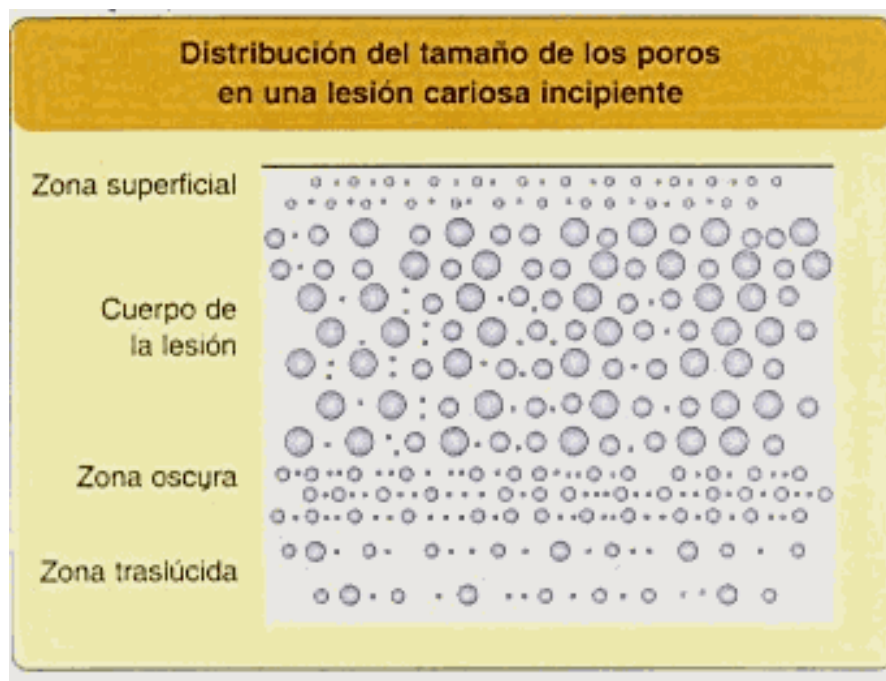 Distribución del tamaño de los poros
en una lesión cariosa incipiente
Zona superficial
Cuerpo de
la lesión
Zona oscura
Zona traslúcida